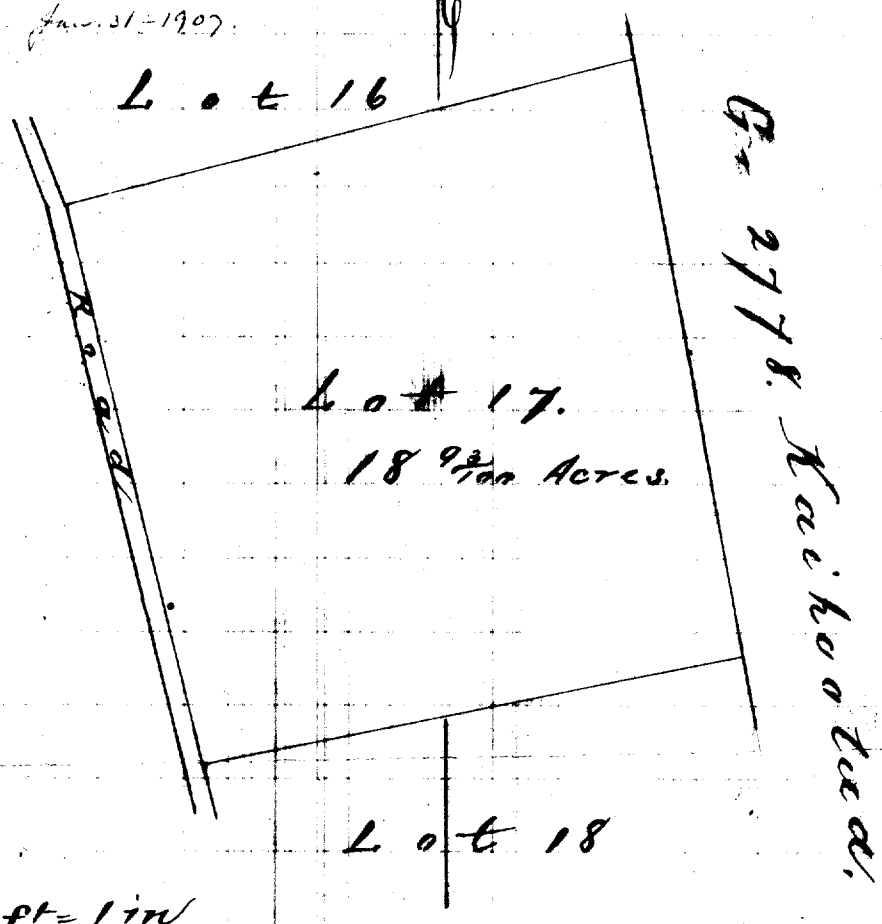 Jan. 31-1907.
Lot 16
Road
Lot 17.
18 93/100 Acres.
Gr 2778.
Lot 18
ft = 1 in